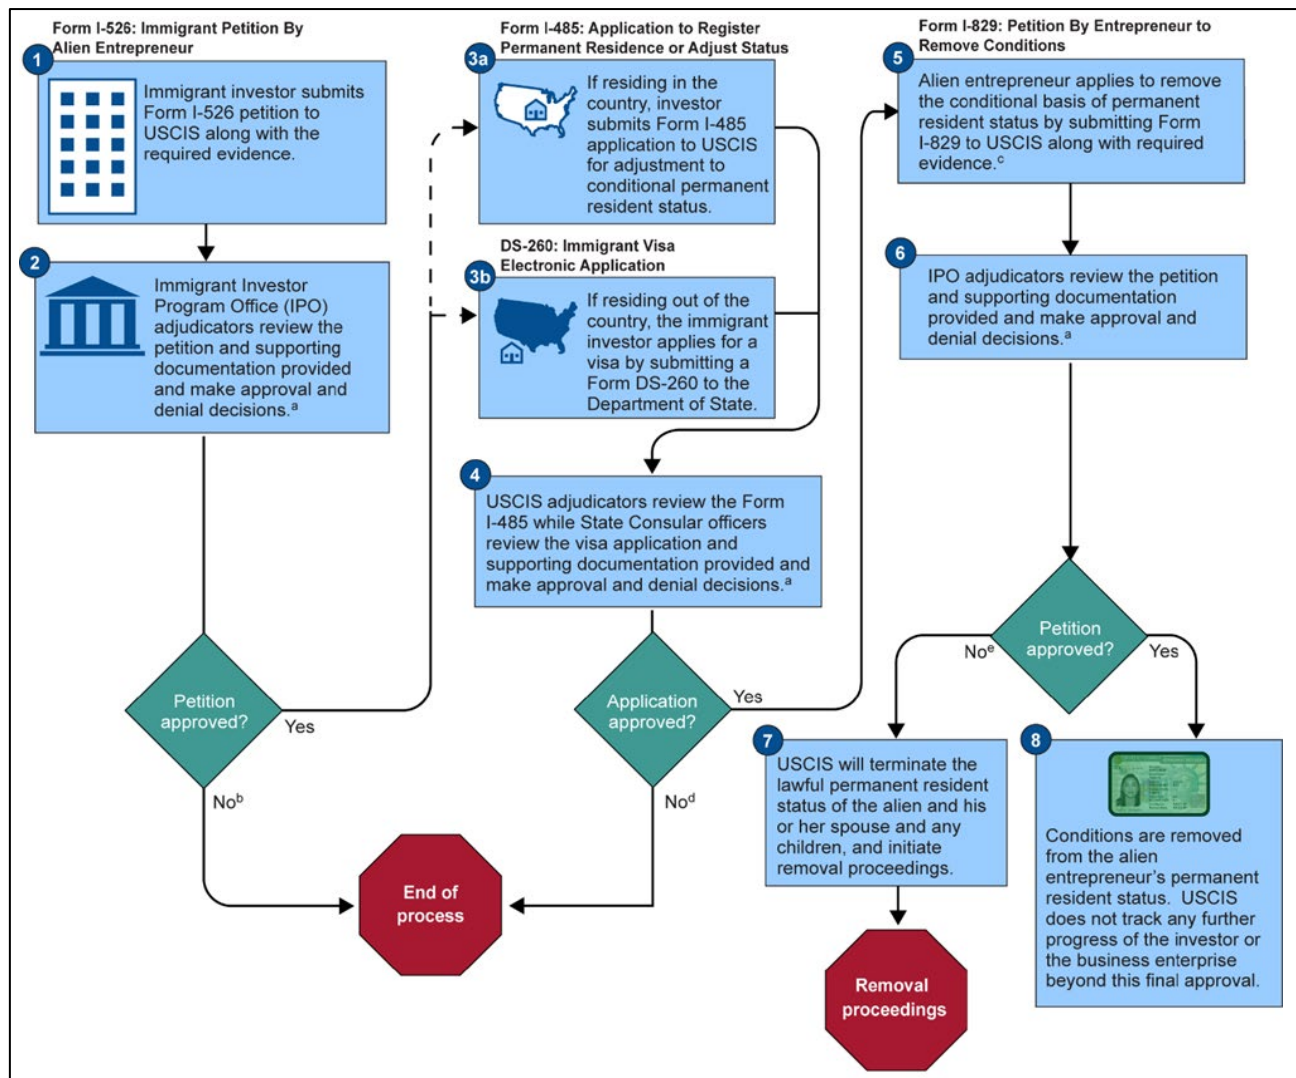 Form I-526: Immigrant Petition By
Alien Entrepreneur
1
Immigrant investor submits
Form I-526 petition to
USCIS along with the
required evidence.
2
Immigrant Investor
Program Office (IPO)
adjudicators review the
petition and supporting
documentation provided
and make approval and
denial decisions.a
Petition
approved?
Yes
Nob
Form I-485: Application to Register
Permanent Residence or Adjust Status
3a
If residing in the
country, investor
submits Form I-485
application to USCIS
for adjustment to
conditional permanent
resident status.
DS-260: Immigrant Visa
Electronic Application
3b
If residing out of the
country, the immigrant
investor applies for a
visa by submitting a
Form DS-260 to the
Department of State.
4
USCIS adjudicators review the Form
I-485 while State Consular officers
review the visa application and
supporting documentation provided and
make approval and denial decisions.a
Application
approved?
Yes
Nod
End of
process
Form I-829: Petition By Entrepreneur to
Remove Conditions
5
Alien entrepreneur applies to remove
the conditional basis of permanent
resident status by submitting Form
I-829 to USCIS along with required
evidence.c
6
IPO adjudicators review the petition
and supporting documentation
provided and make approval and
denial decisions.a
Petition
approved?
Noe
Yes
7
USCIS will terminate the
lawful permanent resident
status of the alien and his
or her spouse and any
children, and initiate
removal proceedings.
Removal
proceedings
8
Conditions are removed
from the alien
entrepreneur's permanent
resident status. USCIS
does not track any further
progress of the investor or
the business enterprise
beyond this final approval.